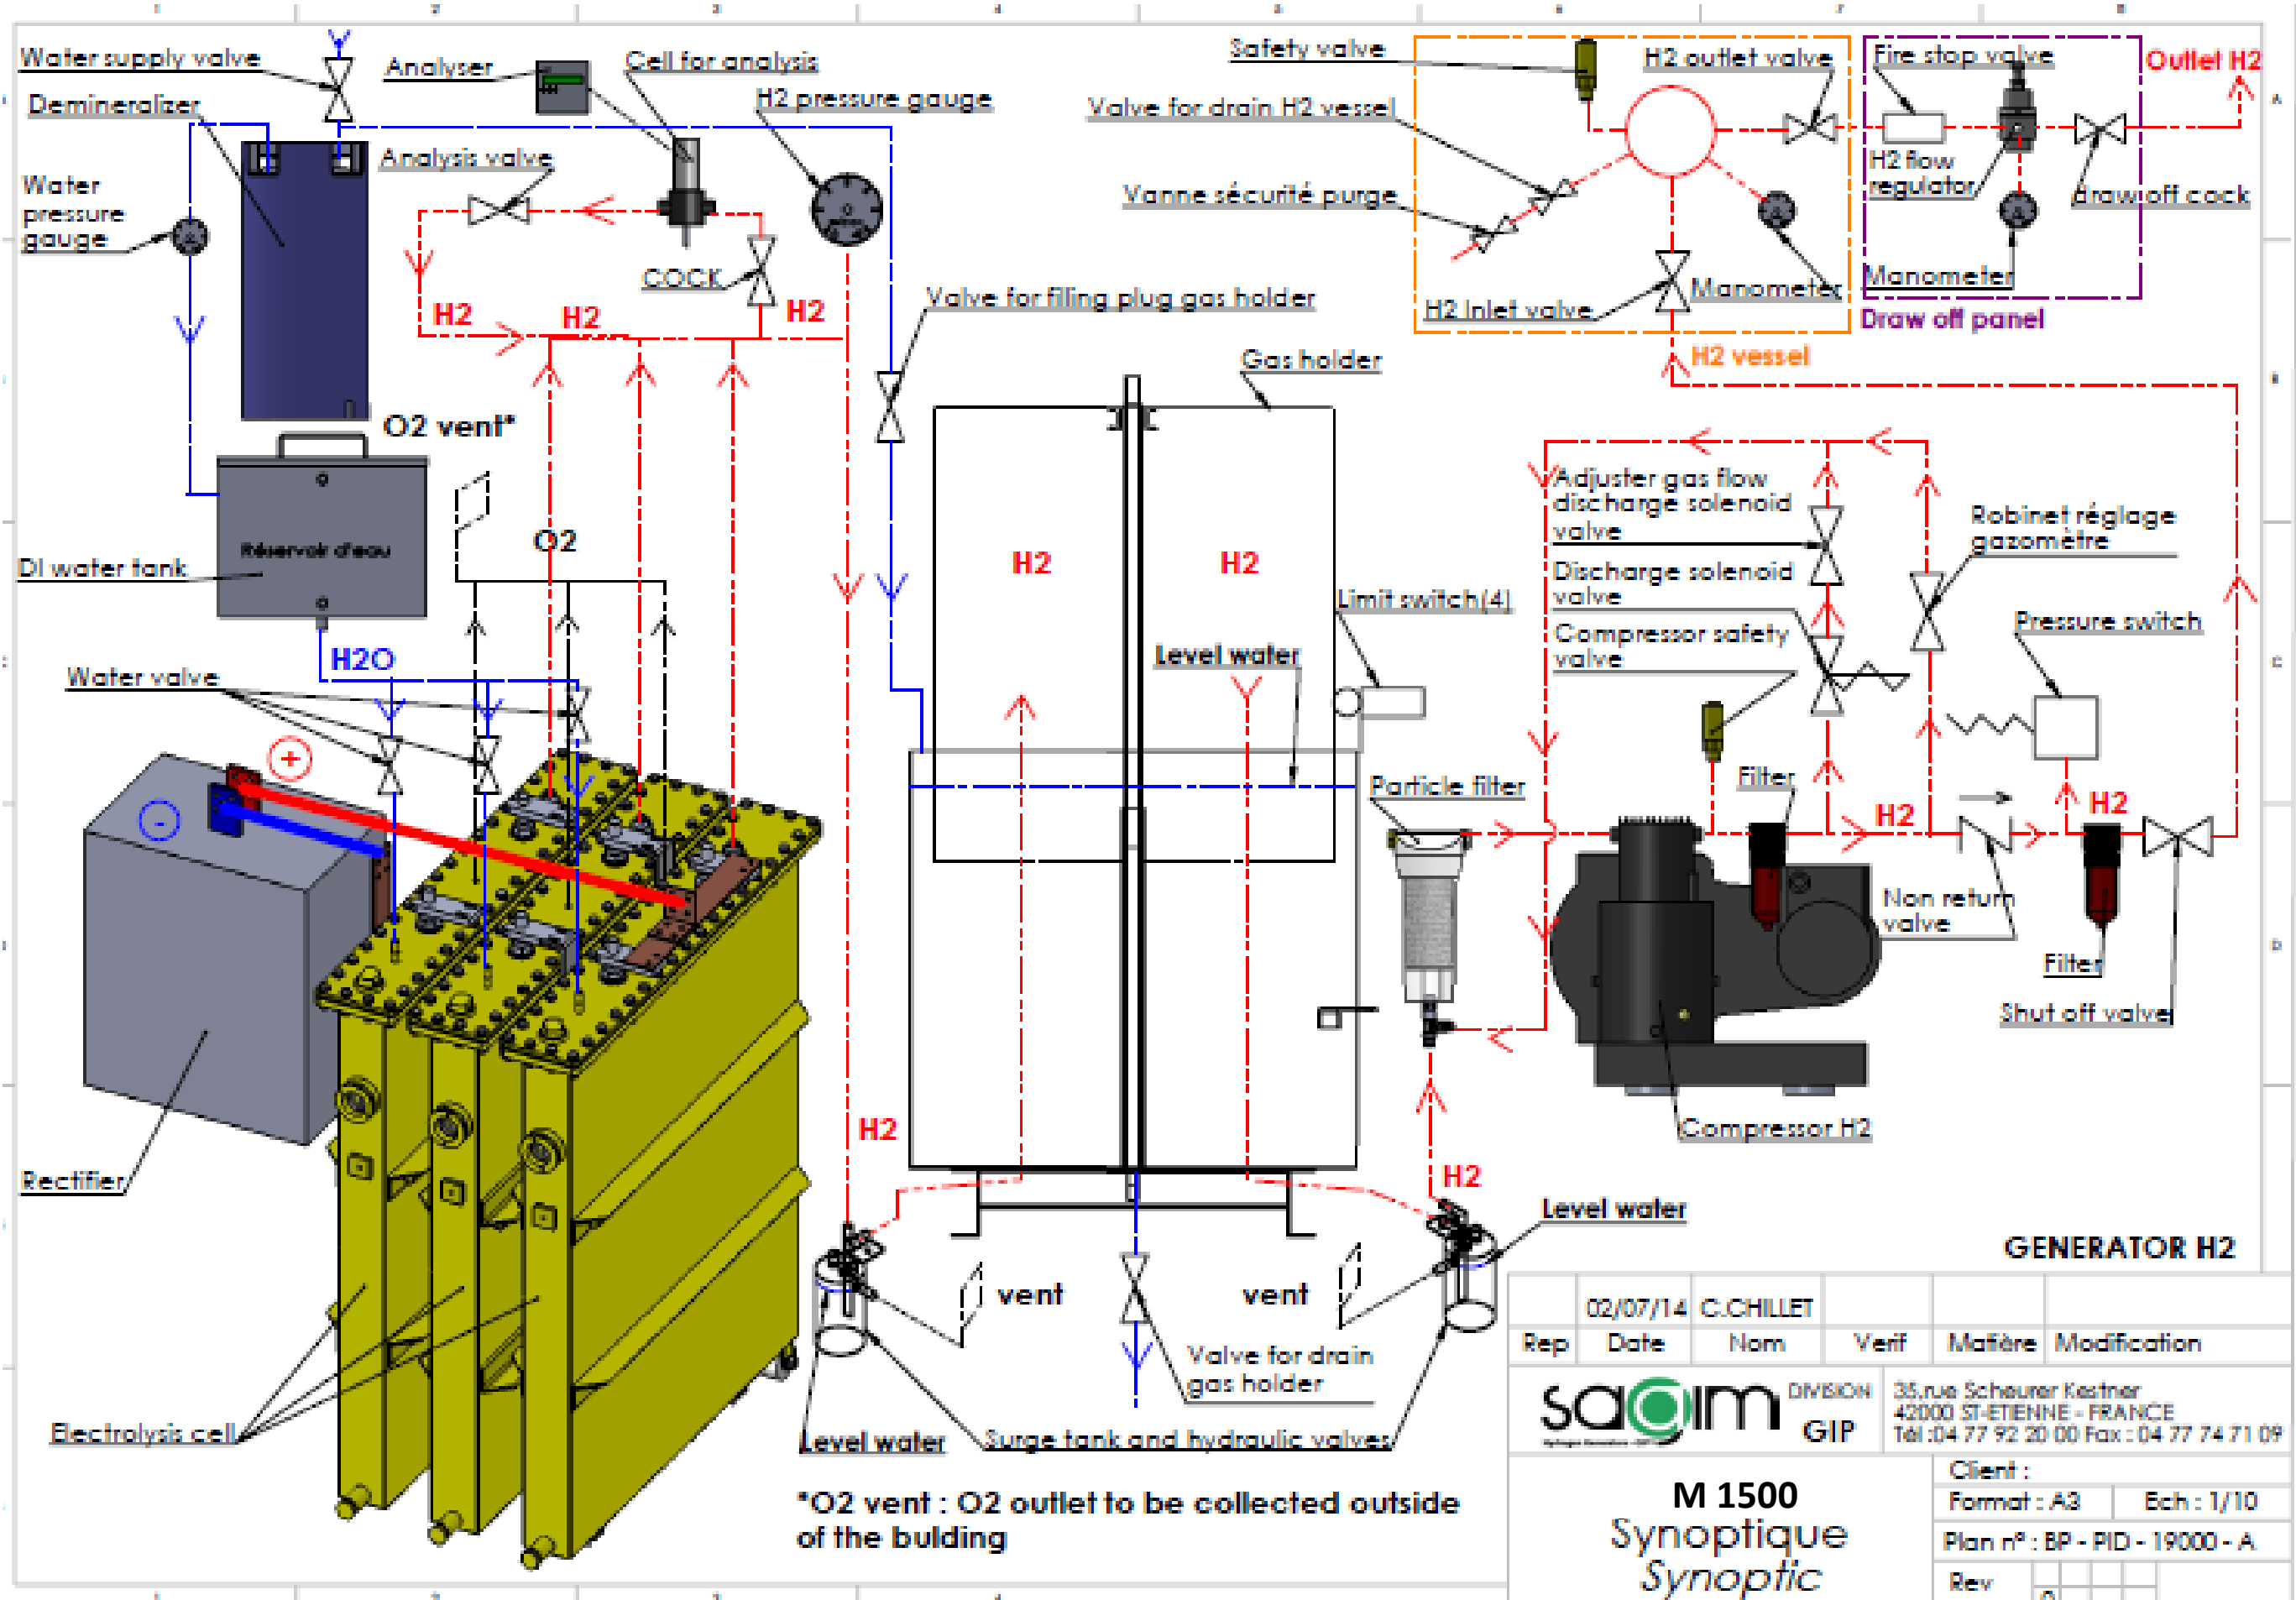 Water supply valve
Demineralizer
Water
pressure
gauge
Analyser
Cell for analysis
H2 pressure gauge
Analysis valve
COCK
H2
H2
H2
Valve for filling plug gas holder
Safety valve
H2 outlet valve
Valve for drain H2 vessel
Vanne sécurité purge
H2 Inlet valve
Manometer
H2 vessel
Fire stop valve
Outlet H2
H2 flow
regulator
draw off cock
Manometer
Draw off panel
O2 vent*
O2
Réservoir d'eau
DI water tank
H2O
Water valve
+
-
Rectifier
Electrolysis cell
Gas holder
H2
H2
Level water
Limit switch(4)
Adjuster gas flow
discharge solenoid
valve
Discharge solenoid
valve
Compressor safety
valve
Robinet réglage
gazomètre
Pressure switch
Particle filter
Filter
H2
H2
Non return
valve
Filter
Shut off valve
Compressor H2
H2
H2
Level water
vent
vent
Valve for drain
gas holder
Level water
Surge tank and hydraulic valves
*O2 vent : O2 outlet to be collected outside
of the bulding
GENERATOR H2
02/07/14 C.CHILLET
Rep Date Nom Verif Matière Modification
sagim DIVISION GIP
35,rue Scheurer Kestner
42000 ST-ETIENNE - FRANCE
Tél :04 77 92 20 00 Fax : 04 77 74 71 09
M 1500
Synoptique
Synoptic
Client :
Format : A3 Ech : 1/10
Plan n° : BP - PID - 19000 - A
Rev